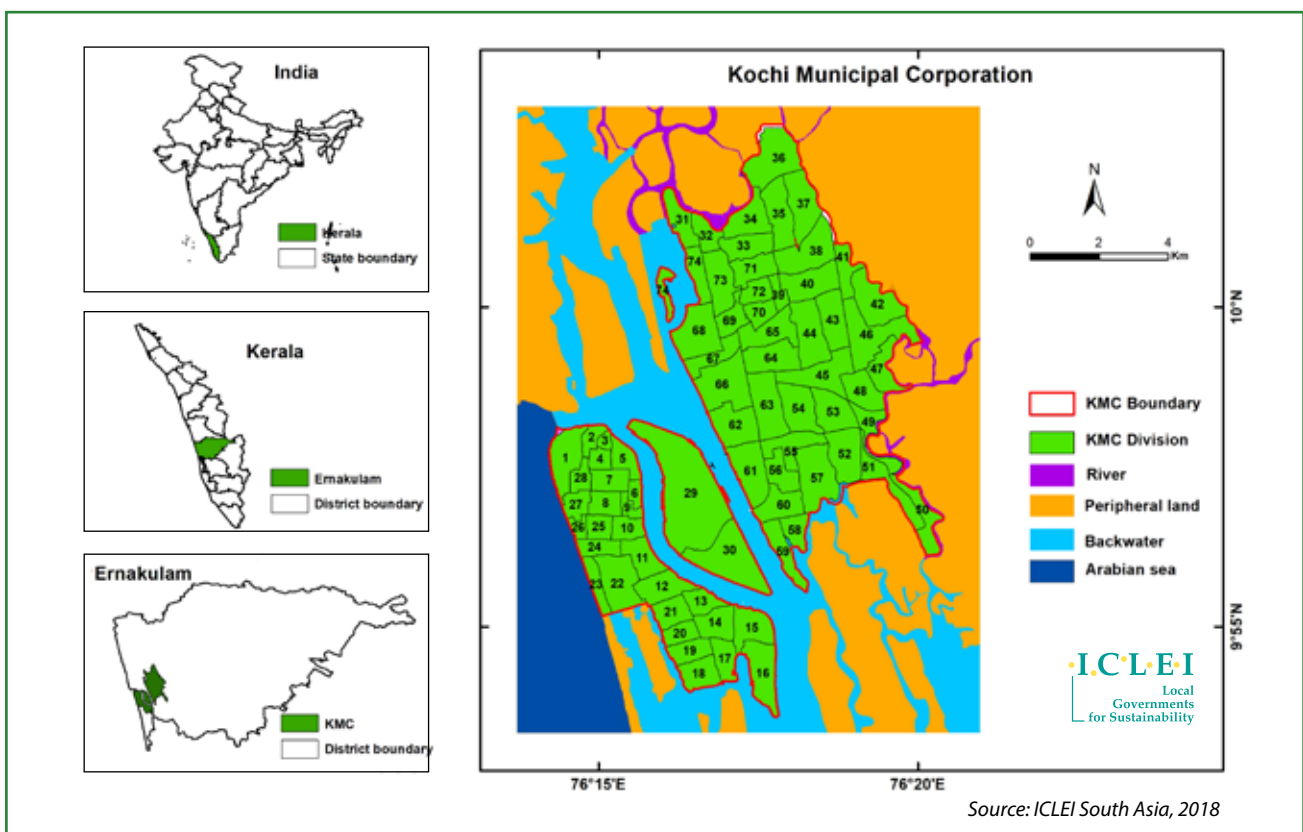 India
Kerala
State boundary
Kerala
Ernakulam
District boundary
Ernakulam
KMC
District boundary
Kochi Municipal Corporation
N
0 2 4
Km
36
37
35
34
31
32
33
38
41
74
73
71
40
74
72
39
42
70
69
68
65
44
43
46
67
64
47
66
45
48
63
54
53
49
62
2
3
1
4
5
55
52
51
28
7
61
56
57
29
6
27
8
9
60
50
26
25
10
58
24
30
59
11
23
22
12
13
21
14
15
20
19
17
18
16
10°N
9°55'N
76°15'E
76°20'E
KMC Boundary
KMC Division
River
Peripheral land
Backwater
Arabian sea
I.C.L.E.I
Local
Governments
for Sustainability
Source: ICLEI South Asia, 2018